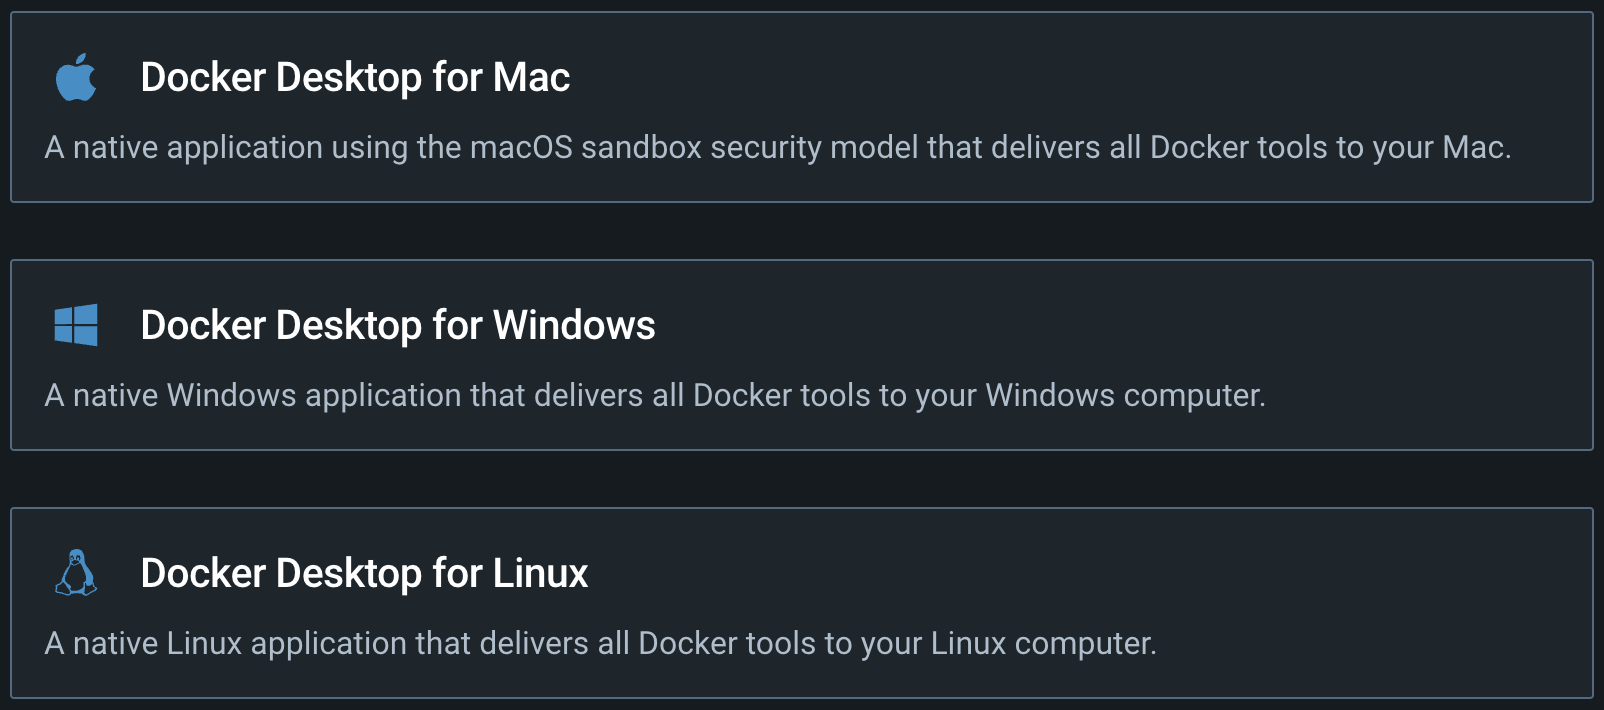 Docker Desktop for Mac
A native application using the macOS sandbox security model that delivers all Docker tools to your Mac.
Docker Desktop for Windows
A native Windows application that delivers all Docker tools to your Windows computer.
Docker Desktop for Linux
A native Linux application that delivers all Docker tools to your Linux computer.